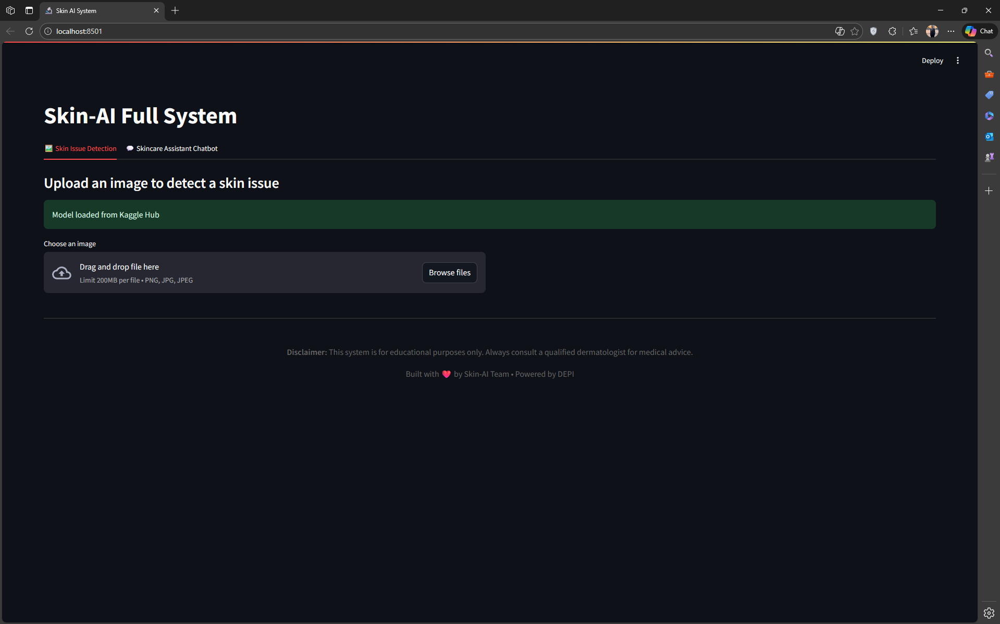 Skin AI System
localhost:8501
Chat
Deploy
Skin-AI Full System
Skin Issue Detection
Skincare Assistant Chatbot
Upload an image to detect a skin issue
Model loaded from Kaggle Hub
Choose an image
Drag and drop file here
Limit 200MB per file • PNG, JPG, JPEG
Browse files
Disclaimer: This system is for educational purposes only. Always consult a qualified dermatologist for medical advice.
Built with ❤️ by Skin-AI Team • Powered by DEPI